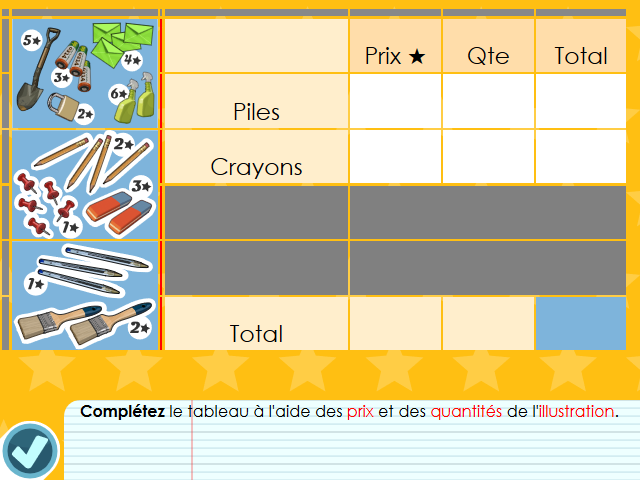 5★
4★
3★
6★
2★
Prix ★ Qte Total
Piles
2★
Crayons
3★
1★
1★
2★
Total
Complétez le tableau à l'aide des prix et des quantités de l'illustration.